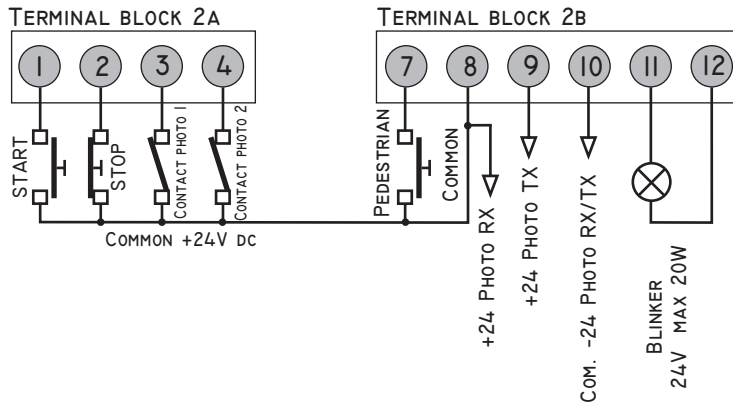 TERMINAL BLOCK 2A
1 2 3 4
START
STOP
CONTACT PHOTO 1
CONTACT PHOTO 2
COMMON +24V DC
TERMINAL BLOCK 2B
7 8 9 10 11 12
PEDESTRIAN
COMMON
+24 PHOTO RX
+24 PHOTO TX
COM. -24 PHOTO RX/TX
BLINKER
24V MAX 20W